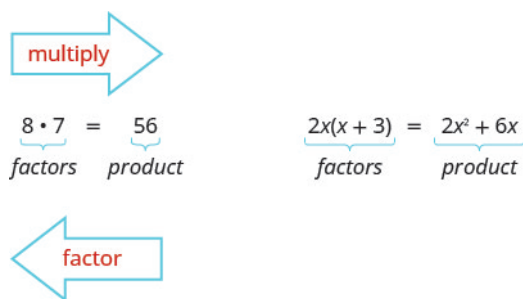 multiply
8 • 7 = 56 2x(x + 3) = 2x² + 6x
factors product factors product
factor